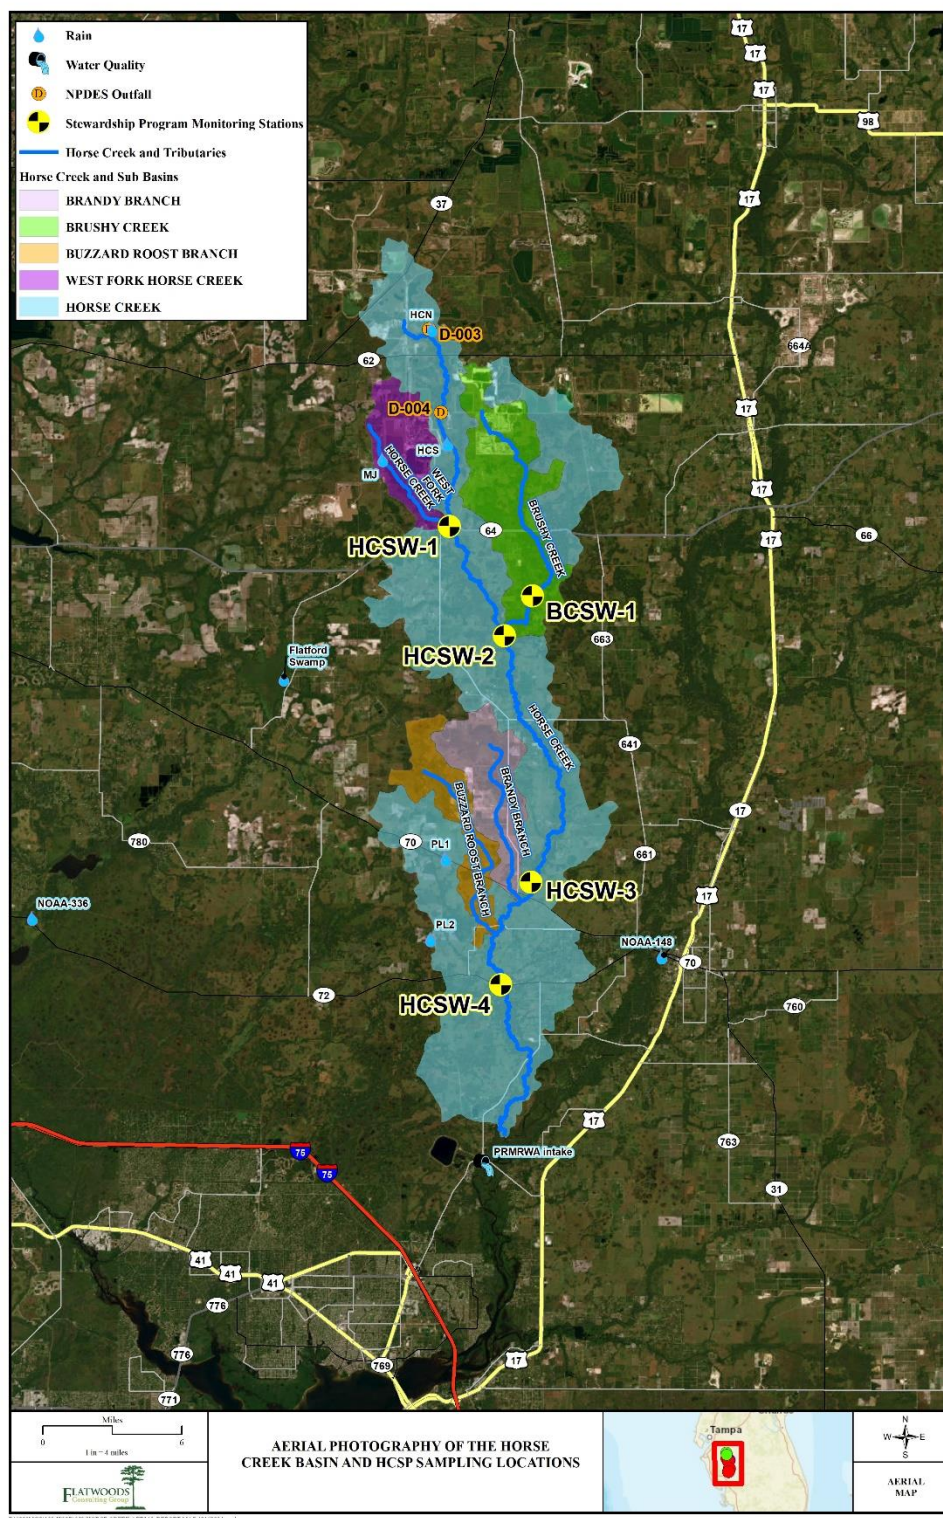 Rain
Water Quality
D
NPDES Outfall
Stewardship Program Monitoring Stations
Horse Creek and Tributaries
Horse Creek and Sub Basins
BRANDY BRANCH
BRUSHY CREEK
BUZZARD ROOST BRANCH
WEST FORK HORSE CREEK
HORSE CREEK
17
17
17
98
17
37
17
HCN
D-003
62
664A
D-004
D
17
HCS
MJ
HORSE CREEK
WEST
FORK
17
BRUSHY CREEK
HCSW-1
64
17
66
BCSW-1
HCSW-2
663
Flatford
Swamp
HORSE CREEK
641
BRANDY BRANCH
BUZZARD ROOST BRANCH
17
780
70
PL1
661
HCSW-3
17
NOAA-336
PL2
NOAA-148
70
HCSW-4
72
760
17
763
75
PRMRWA intake
75
31
41
41
41
776
776
769
17
771
Miles
0
6
1 in = 4 miles
FLATWOODS
Consulting Group
AERIAL PHOTOGRAPHY OF THE HORSE
CREEK BASIN AND HCSP SAMPLING LOCATIONS
Tampa
N
W
E
S
AERIAL
MAP